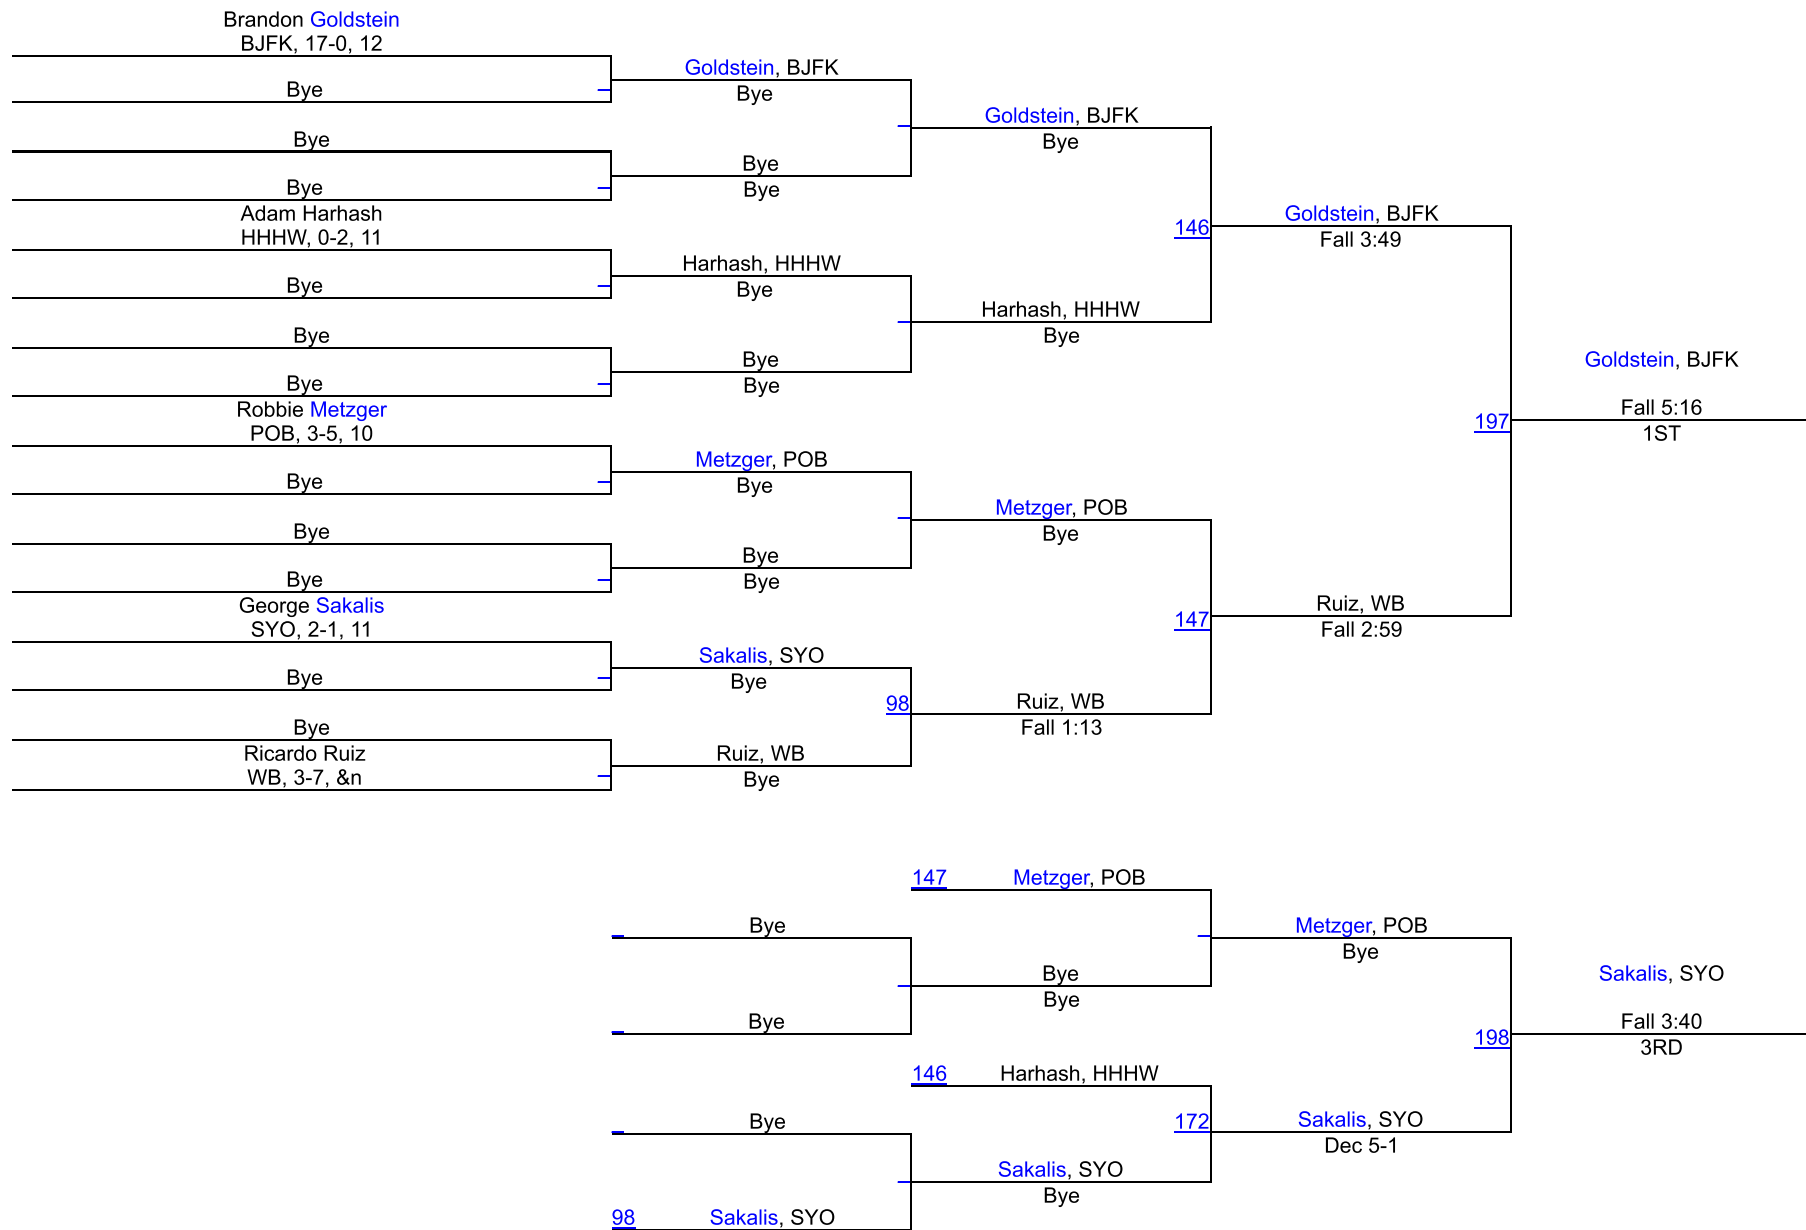 Brandon Goldstein
BJFK, 17-0, 12
Goldstein, BJFK
Bye
Bye
Goldstein, BJFK
Bye
Bye
Bye
Bye
Bye
Adam Harhash
HHHW, 0-2, 11
146
Goldstein, BJFK
Fall 3:49
Harhash, HHHW
Bye
Bye
Harhash, HHHW
Bye
Bye
Bye
Bye
Bye
Goldstein, BJFK
Robbie Metzger
POB, 3-5, 10
197
Fall 5:16
1ST
Metzger, POB
Bye
Bye
Metzger, POB
Bye
Bye
Bye
Bye
Bye
George Sakalis
SYO, 2-1, 11
147
Ruiz, WB
Fall 2:59
Sakalis, SYO
Bye
Bye
98
Ruiz, WB
Fall 1:13
Bye
Ricardo Ruiz
WB, 3-7, &n
Ruiz, WB
Bye
147
Metzger, POB
Bye
Metzger, POB
Bye
Bye
Bye
Sakalis, SYO
Bye
198
Fall 3:40
3RD
146
Harhash, HHHW
Bye
172
Sakalis, SYO
Dec 5-1
Sakalis, SYO
Bye
98
Sakalis, SYO